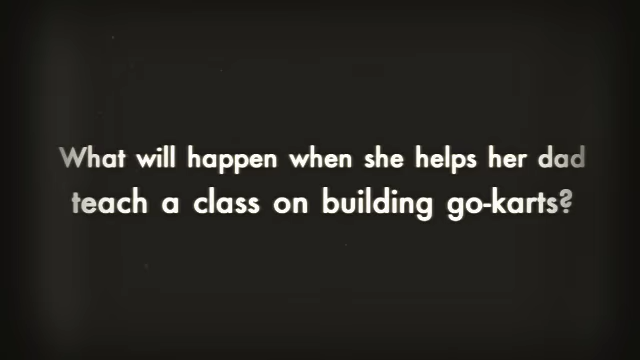 What will happen when she helps her dad
teach a class on building go-karts?